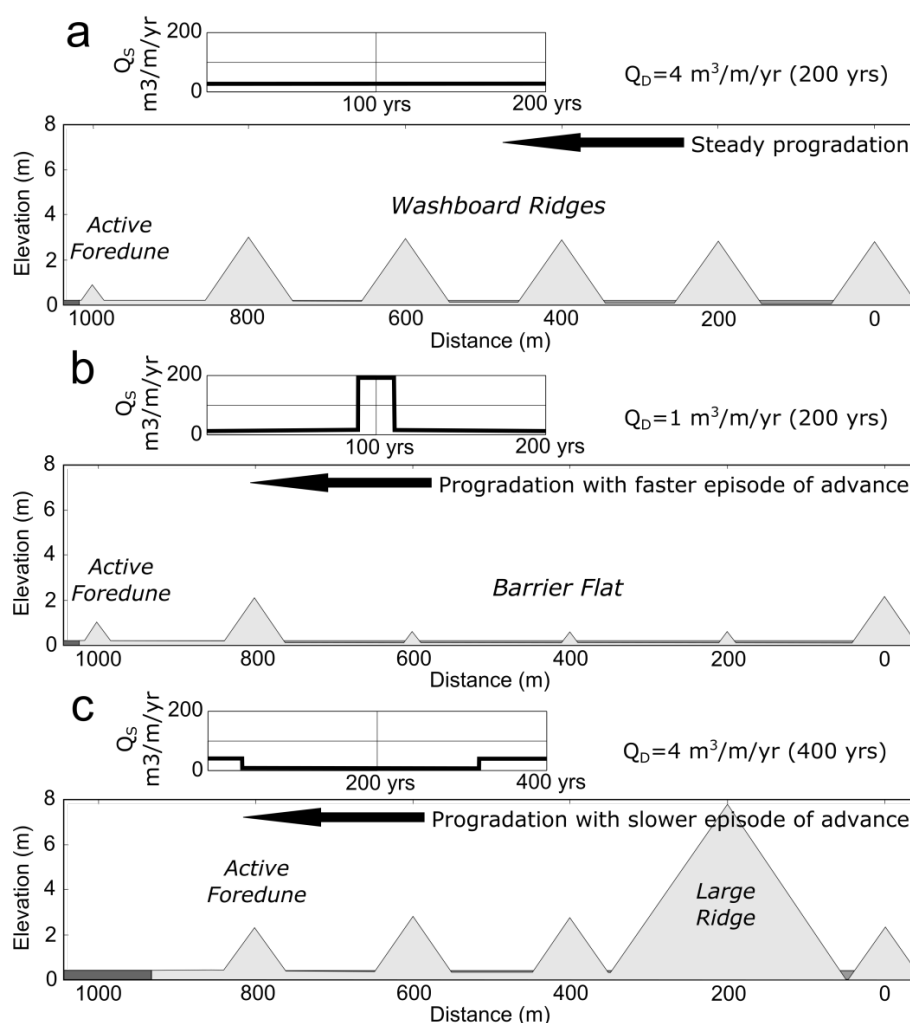 a
200
0
Qs
m3/m/yr
100 yrs
200 yrs
Q_D=4 m³/m/yr (200 yrs)
8
6
4
2
0
Elevation (m)
Steady progradation
Washboard Ridges
Active
Foredune
1000
800
600
400
200
0
Distance (m)
b
200
0
Qs
m3/m/yr
100 yrs
200 yrs
Q_D=1 m³/m/yr (200 yrs)
8
6
4
2
0
Elevation (m)
Progradation with faster episode of advance
Active
Foredune
Barrier Flat
1000
800
600
400
200
0
Distance (m)
c
200
0
Qs
m3/m/yr
200 yrs
400 yrs
Q_D=4 m³/m/yr (400 yrs)
8
6
4
2
0
Elevation (m)
Progradation with slower episode of advance
Active
Foredune
Large
Ridge
1000
800
600
400
200
0
Distance (m)